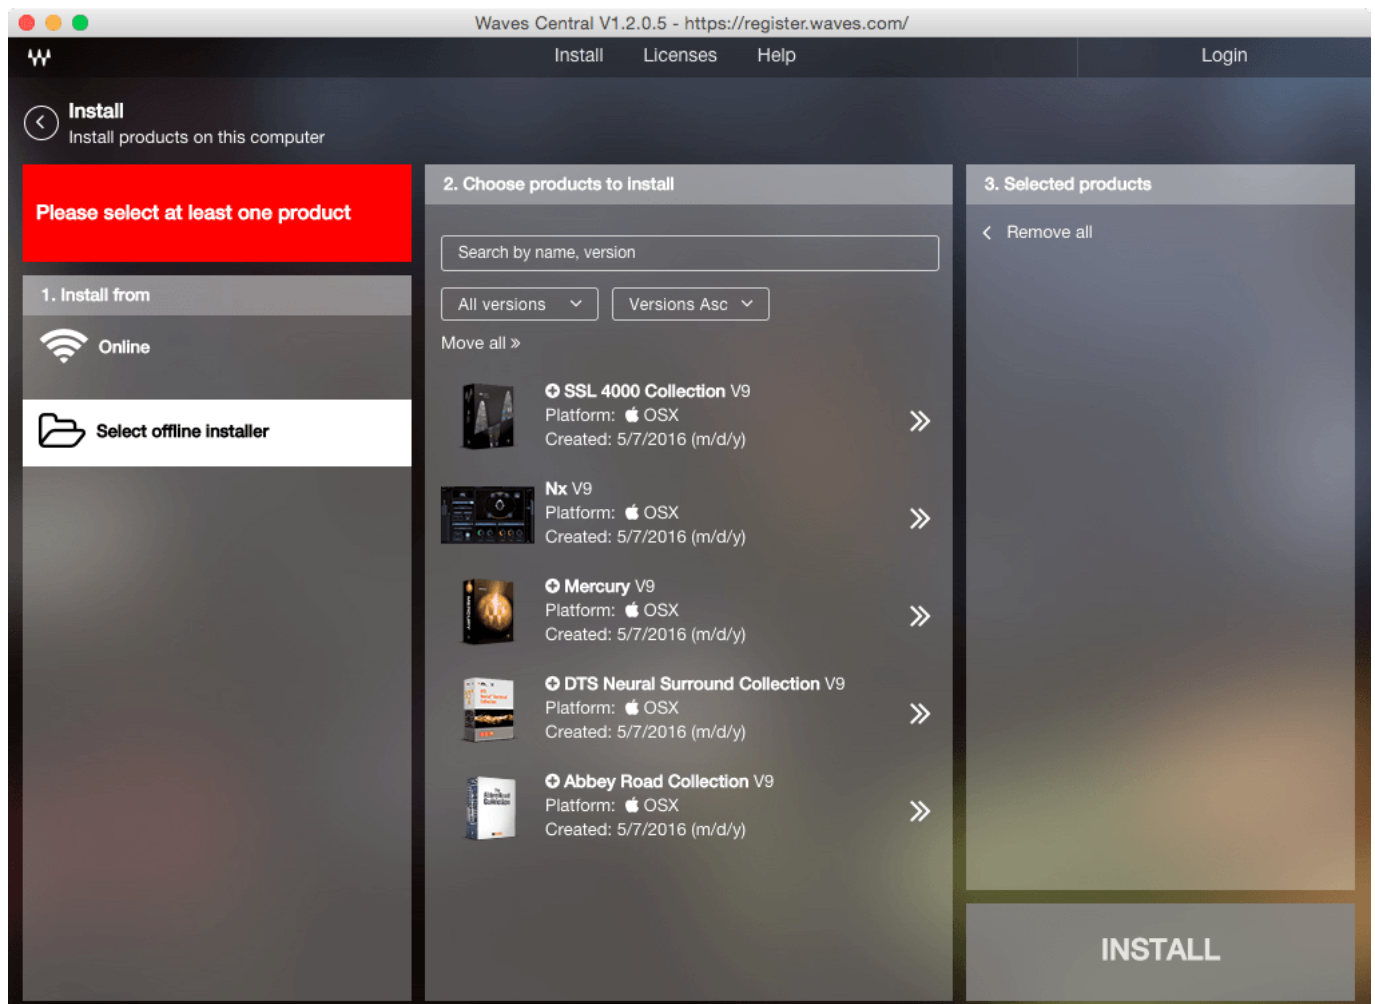 Waves Central V1.2.0.5 - https://register.waves.com/
Install Licenses Help Login
Install
Install products on this computer
Please select at least one product
1. Install from
Online
Select offline installer
2. Choose products to install
Search by name, version
All versions Versions Asc
Move all »
SSL 4000 Collection V9
Platform: OSX
Created: 5/7/2016 (m/d/y)
Nx V9
Platform: OSX
Created: 5/7/2016 (m/d/y)
Mercury V9
Platform: OSX
Created: 5/7/2016 (m/d/y)
DTS Neural Surround Collection V9
Platform: OSX
Created: 5/7/2016 (m/d/y)
The
Abbey Road
Collection
Abbey Road Collection V9
Platform: OSX
Created: 5/7/2016 (m/d/y)
3. Selected products
Remove all
INSTALL